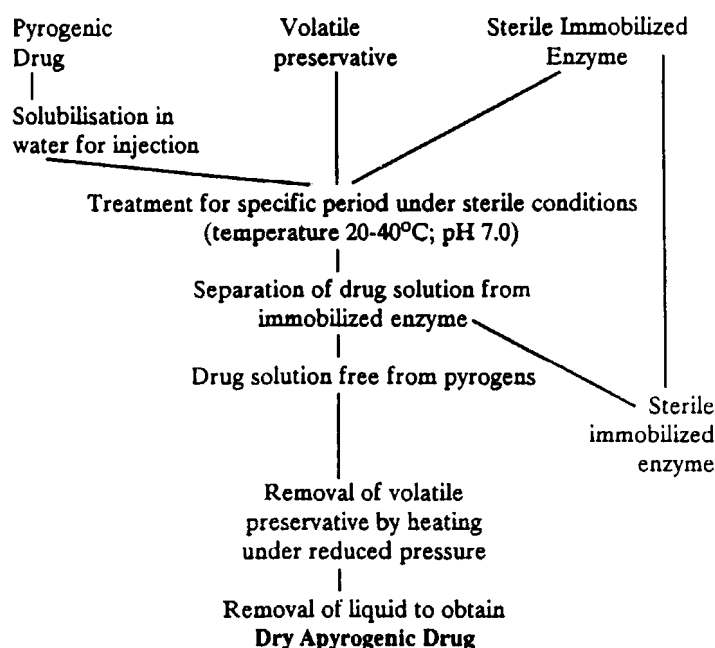 Pyrogenic
Drug
Volatile
preservative
Sterile Immobilized
Enzyme
Solubilisation in
water for injection
Treatment for specific period under sterile conditions
(temperature 20-40°C; pH 7.0)
Separation of drug solution from
immobilized enzyme
Drug solution free from pyrogens
Sterile
immobilized
enzyme
Removal of volatile
preservative by heating
under reduced pressure
Removal of liquid to obtain
Dry Apyrogenic Drug